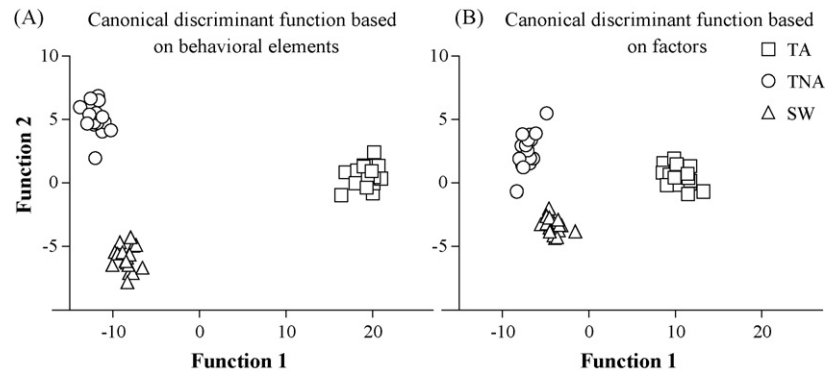 (A) Canonical discriminant function based
on behavioral elements
(B) Canonical discriminant function based
on factors
TA
TNA
SW
Function 2
10
5
0
-5
-10
0
10
20
Function 1
10
5
0
-5
-10
0
10
20
Function 1